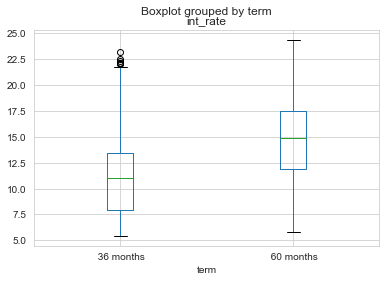 Boxplot grouped by term
int_rate
25.0
22.5
20.0
17.5
15.0
12.5
10.0
7.5
5.0
36 months
60 months
term